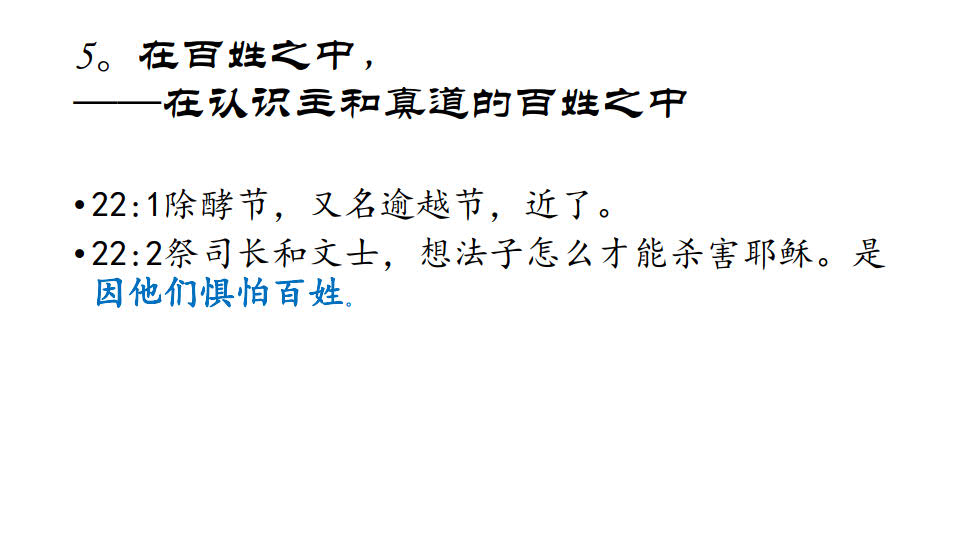 5。在百姓之中，
——在认识主和真道的百姓之中
•22:1除酵节，又名逾越节，近了。
•22:2祭司长和文士，想法子怎么才能杀害耶稣。是
因他们惧怕百姓。